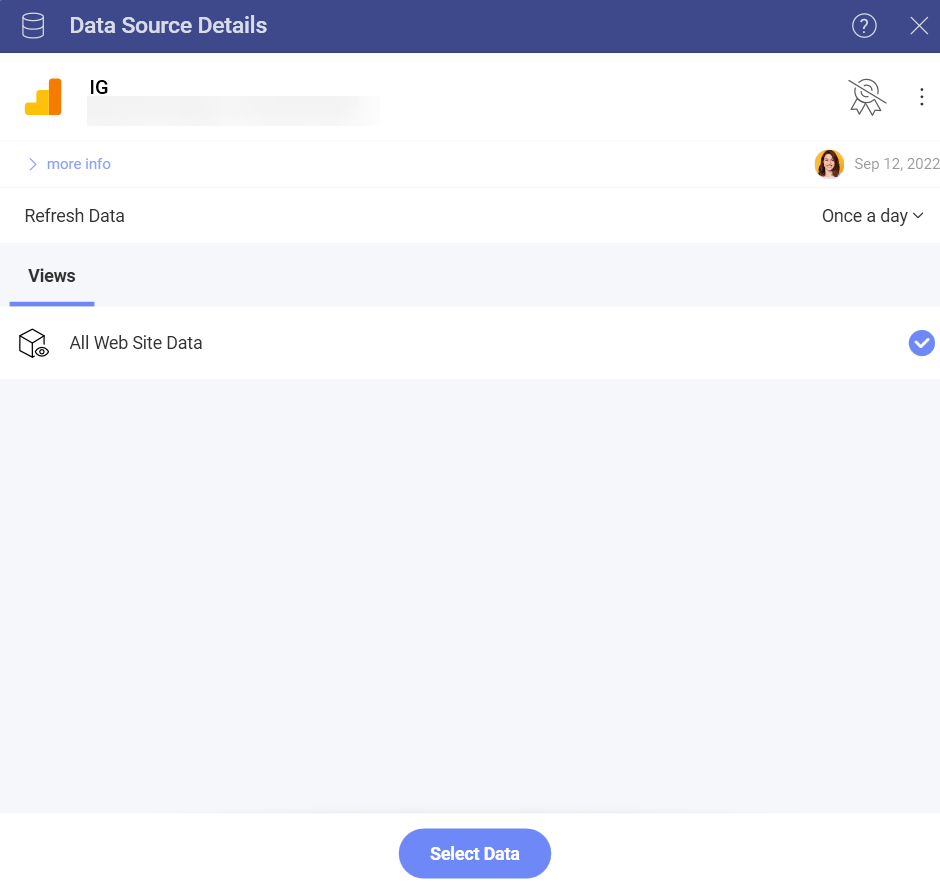 Data Source Details
?
IG
more info
Sep 12, 2022
Refresh Data
Once a day
Views
All Web Site Data
Select Data